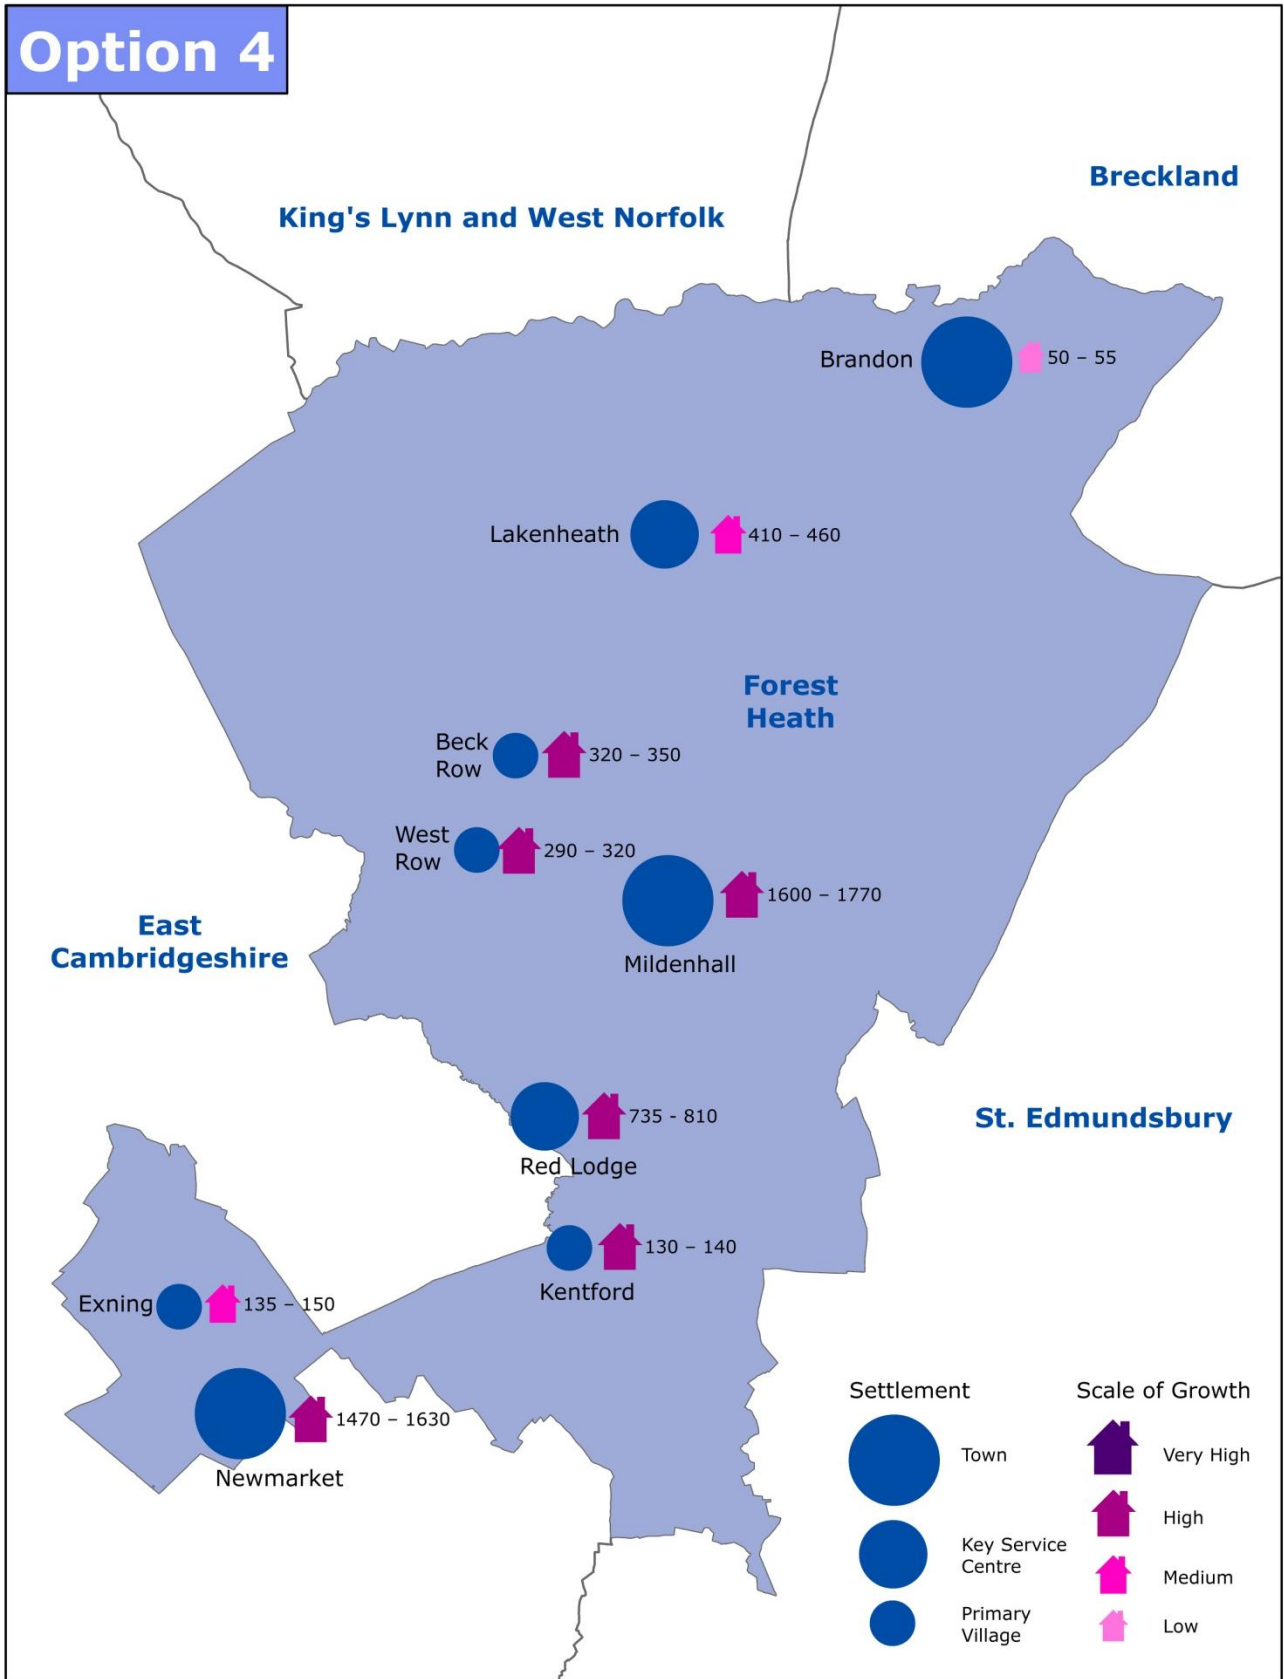 Option 4
Breckland
King's Lynn and West Norfolk
Brandon
50 – 55
Lakenheath
410 – 460
Forest
Heath
Beck
Row
320 – 350
West
Row
290 – 320
1600 – 1770
Mildenhall
East
Cambridgeshire
735 - 810
Red Lodge
St. Edmundsbury
130 – 140
Kentford
Exning
135 – 150
1470 – 1630
Newmarket
Settlement
Town
Key Service
Centre
Primary
Village
Scale of Growth
Very High
High
Medium
Low